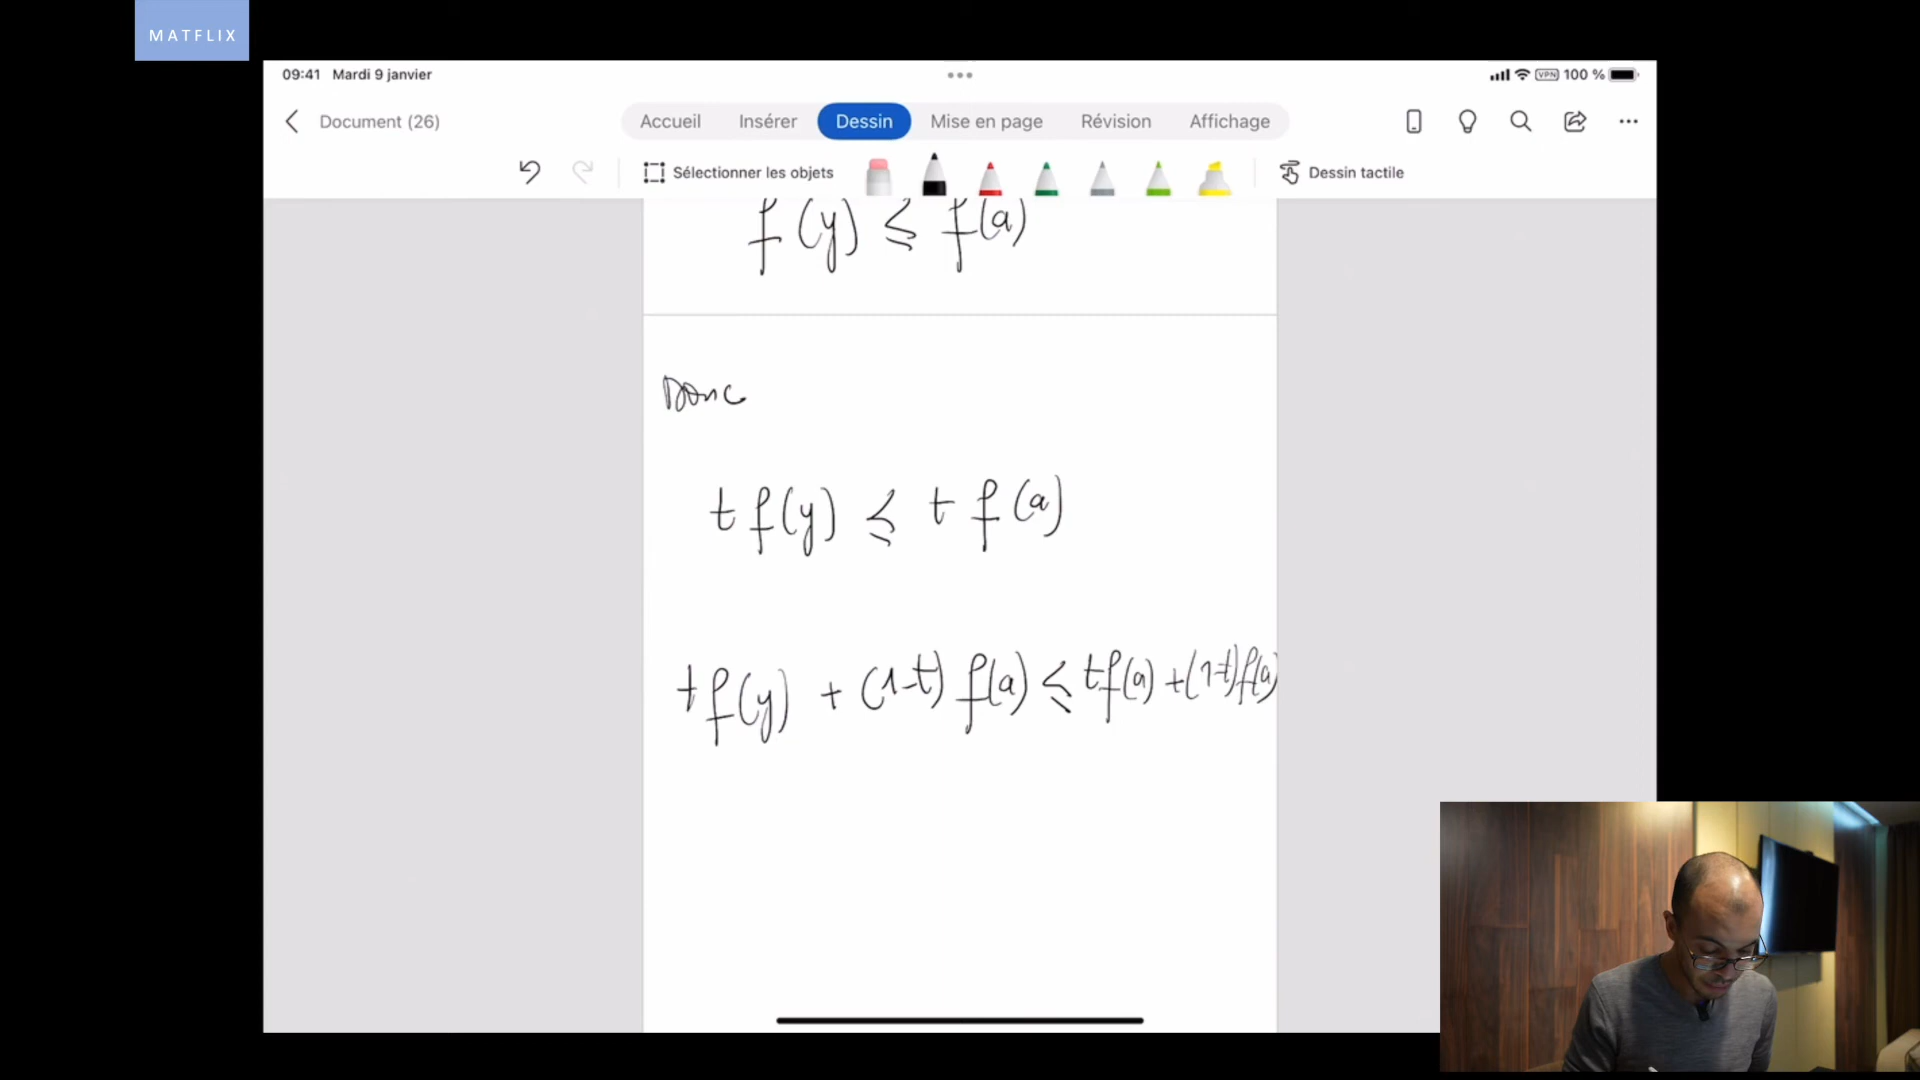 MATFLIX
09:41 Mardi 9 janvier
VPN 100 %
Document (26)
Accueil Insérer Dessin Mise en page Révision Affichage
Sélectionner les objets
Dessin tactile
f(y) ⩽ f(a)
Donc
t f(y) ⩽ t f(a)
t f(y) + (1-t) f(a) ⩽ t f(a) + (1-t) f(a)